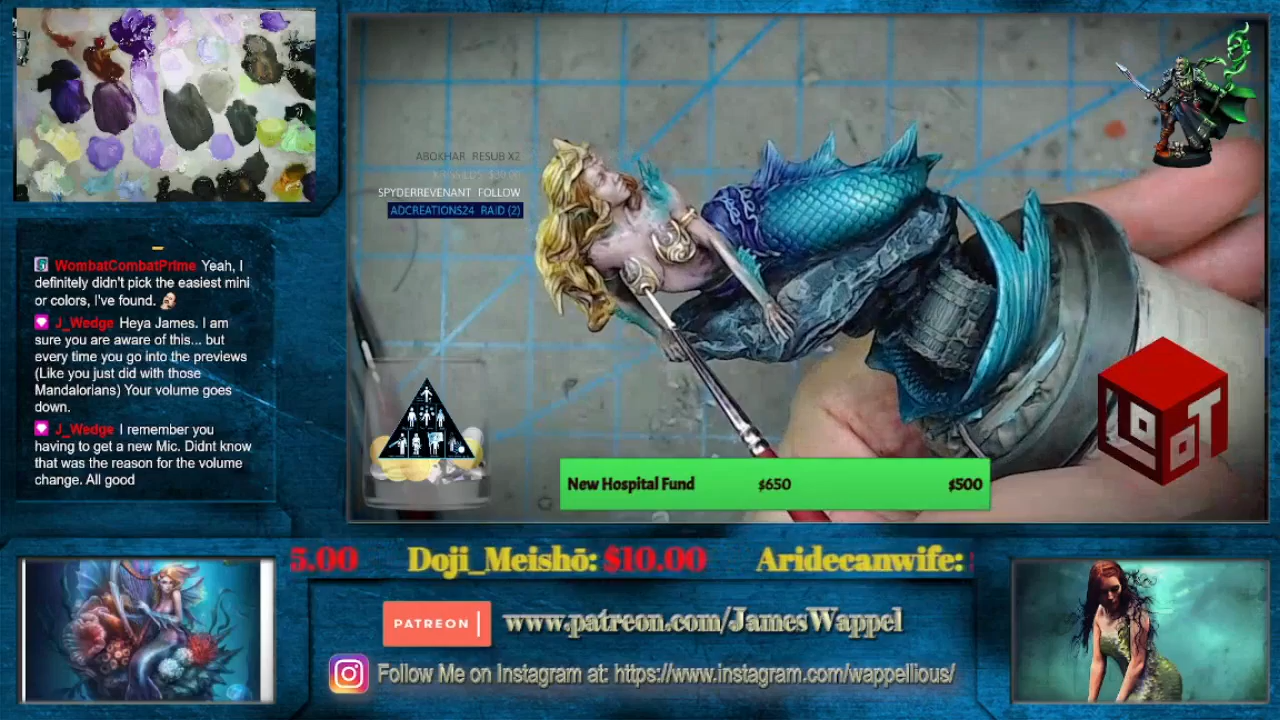 ABOKHAR RESUB X2
SPYDERREVENANT FOLLOW
ADCREATIONS24 RAID (2)
WombatCombatPrime Yeah, I
definitely didn't pick the easiest mini
or colors, I've found.
J_Wedge Heya James. I am
sure you are aware of this... but
every time you go into the previews
(Like you just did with those
Mandalorians) Your volume goes
down.
J_Wedge I remember you
having to get a new Mic. Didnt know
that was the reason for the volume
change. All good
LOOT
New Hospital Fund $650 $500
5.00 Doji_Meishō: $10.00 Aridecanwife:
PATREON www.patreon.com/JamesWappel
Follow Me on Instagram at: https://www.instagram.com/wappellious/